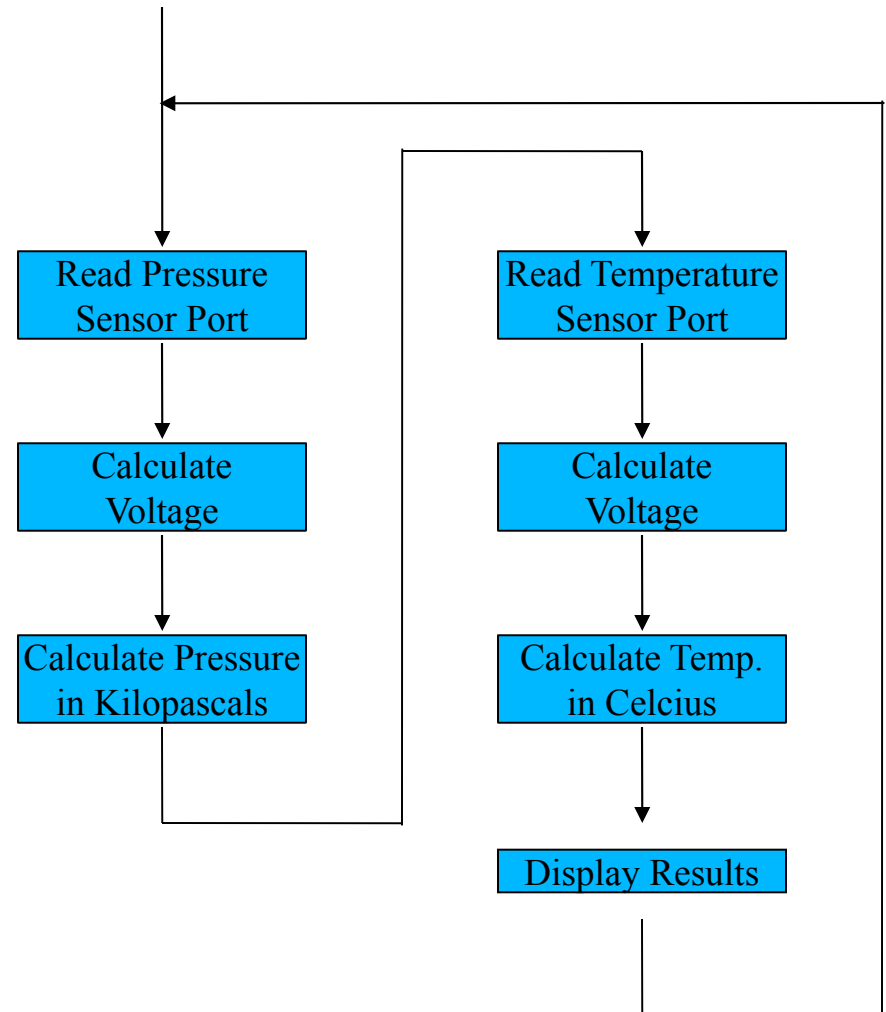 Read Pressure
Sensor Port
Calculate
Voltage
Calculate Pressure
in Kilopascals
Read Temperature
Sensor Port
Calculate
Voltage
Calculate Temp.
in Celcius
Display Results